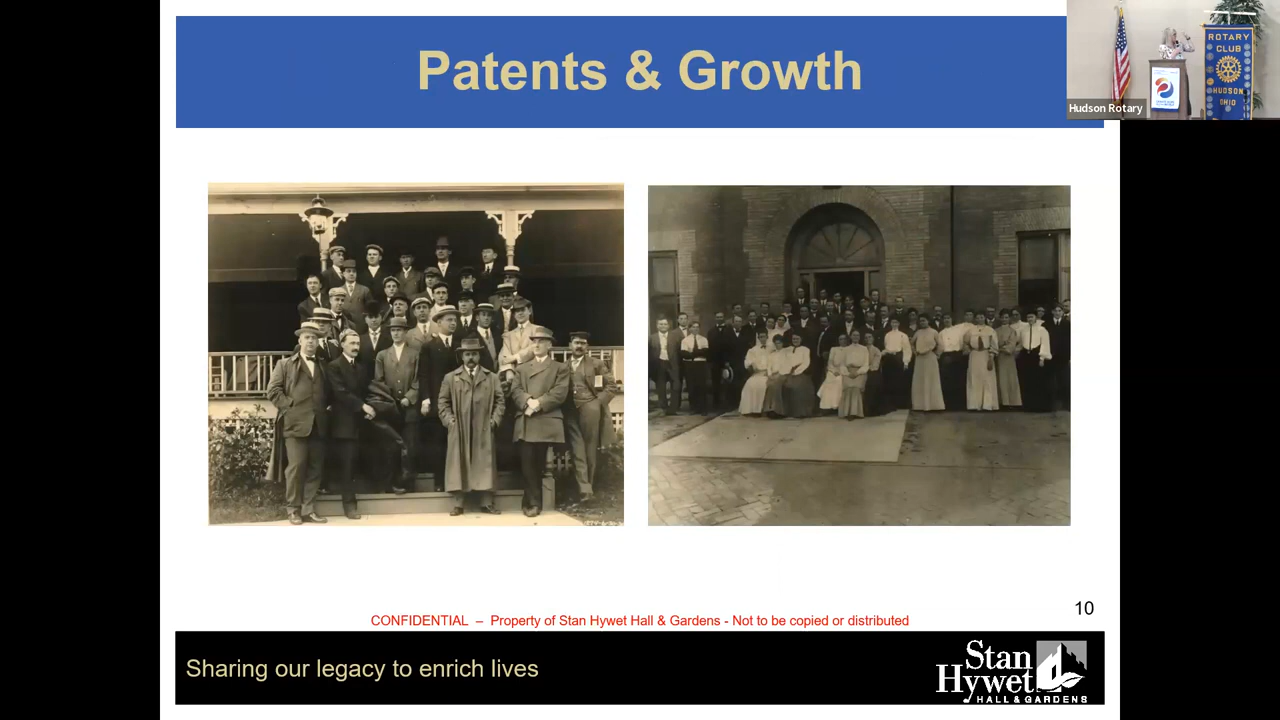 Patents & Growth
ROTARY
CLUB
HUDSON
OHIO
Hudson Rotary
10
CONFIDENTIAL – Property of Stan Hywet Hall & Gardens - Not to be copied or distributed
Sharing our legacy to enrich lives
Stan
Hywet
HALL & GARDENS